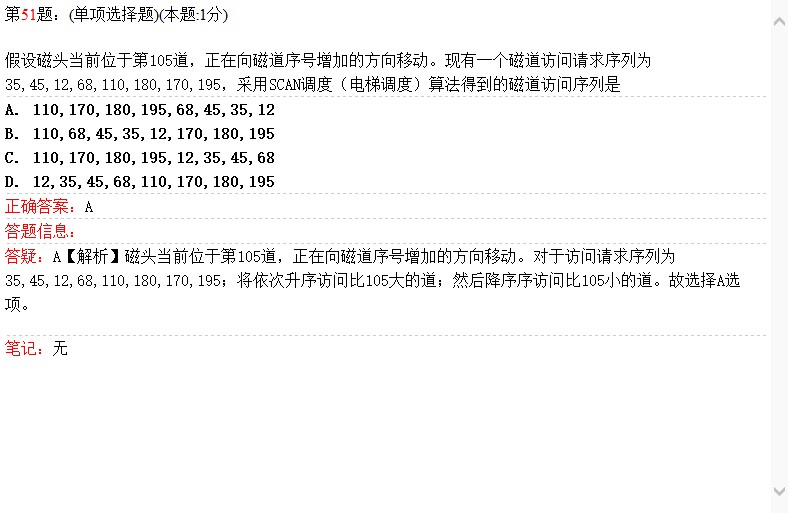 第51题：(单项选择题)(本题:1分)
假设磁头当前位于第105道，正在向磁道序号增加的方向移动。现有一个磁道访问请求序列为
35,45,12,68,110,180,170,195，采用SCAN调度（电梯调度）算法得到的磁道访问序列是
A. 110,170,180,195,68,45,35,12
B. 110,68,45,35,12,170,180,195
C. 110,170,180,195,12,35,45,68
D. 12,35,45,68,110,170,180,195
正确答案：A
答题信息：
答疑：A【解析】磁头当前位于第105道，正在向磁道序号增加的方向移动。对于访问请求序列为
35,45,12,68,110,180,170,195；将依次升序访问比105大的道；然后降序序访问比105小的道。故选择A选
项。
笔记：无